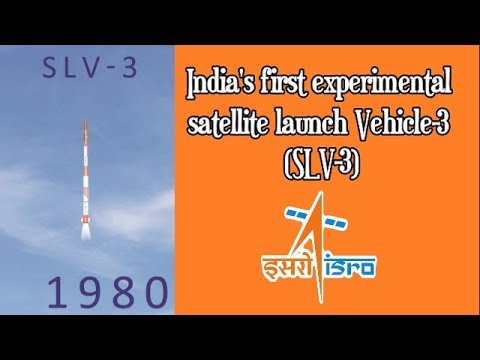 SLV-3
1980
India's first experimental
satellite launch Vehicle-3
(SLV-3)
इसरो isro